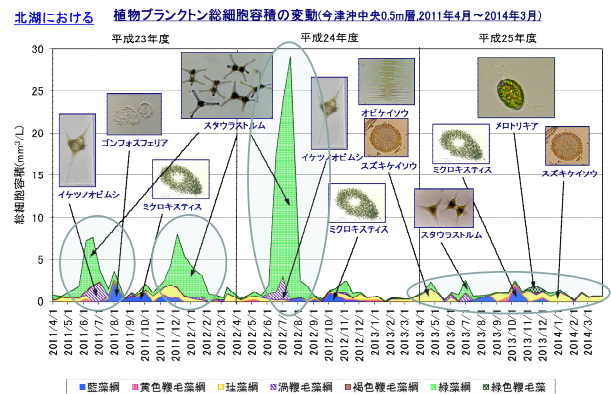 北湖における 植物プランクトン総細胞容積の変動(今津沖中央0.5m層,2011年4月～2014年3月)
平成23年度 平成24年度 平成25年度
総細胞容積(mm³/L)
30
25
20
15
10
5
0
イケツノオビムシ
ゴンフォスフェリア
ミクロキスティス
スタウラストルム
イケツノオビムシ
オビケイソウ
スズキケイソウ
ミクロキスティス
メロトリキア
ミクロキスティス
スタウラストルム
スズキケイソウ
2011/4/1
2011/5/1
2011/6/1
2011/7/1
2011/8/1
2011/9/1
2011/10/1
2011/11/1
2011/12/1
2012/1/1
2012/2/1
2012/3/1
2012/4/1
2012/5/1
2012/6/1
2012/7/1
2012/8/1
2012/9/1
2012/10/1
2012/11/1
2012/12/1
2013/1/1
2013/2/1
2013/3/1
2013/4/1
2013/5/1
2013/6/1
2013/7/1
2013/8/1
2013/9/1
2013/10/1
2013/11/1
2013/12/1
2014/1/1
2014/2/1
2014/3/1
藍藻綱 黄色鞭毛藻綱 珪藻綱 渦鞭毛藻綱 褐色鞭毛藻綱 緑藻綱 緑色鞭毛藻